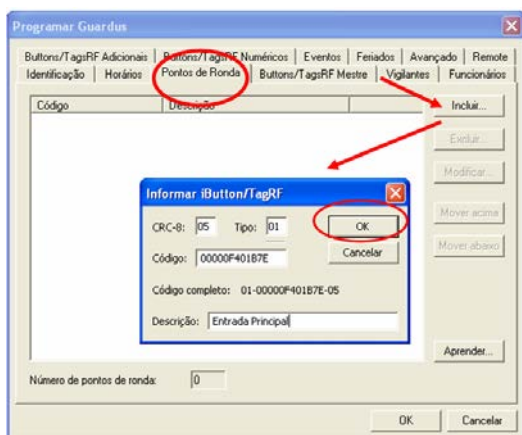 Programar Guardus
Buttons/TagsRF Adicionais Buttons/TagsRF Numéricos Eventos Feriados Avançado Remote
Identificação Horários Pontos de Ronda Buttons/TagsRF Mestre Vigilantes Funcionários
Código Descrição
Incluir...
Excluir...
Modificar...
Mover acima
Mover abaixo
Informar iButton/TagRF
CRC-8: 05 Tipo: 01 OK
Código: 00000F401B7E Cancelar
Código completo: 01-00000F401B7E-05
Descrição: Entrada Principal
Aprender...
Número de pontos de ronda: 0
OK Cancelar